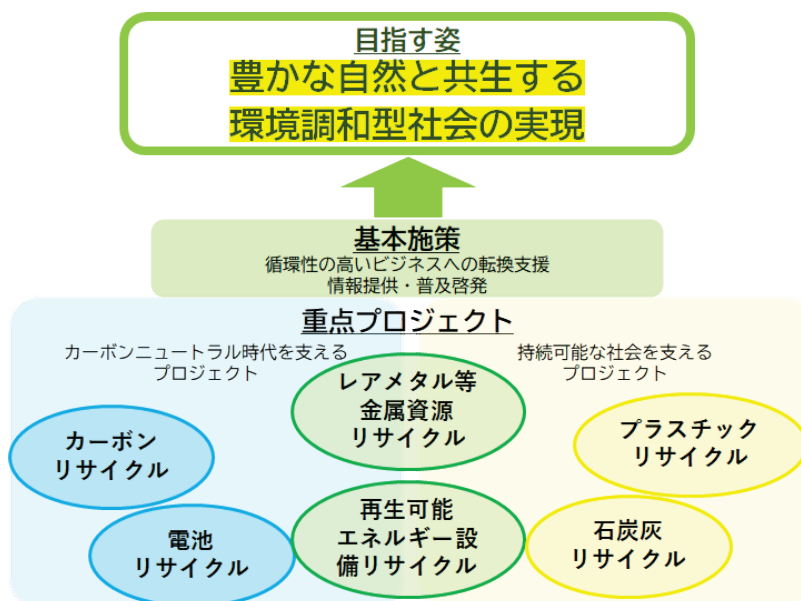 目指す姿
豊かな自然と共生する
環境調和型社会の実現
基本施策
循環性の高いビジネスへの転換支援
情報提供・普及啓発
重点プロジェクト
カーボンニュートラル時代を支える
プロジェクト
持続可能な社会を支える
プロジェクト
レアメタル等
金属資源
リサイクル
カーボン
リサイクル
プラスチック
リサイクル
電池
リサイクル
再生可能
エネルギー設
備リサイクル
石炭灰
リサイクル